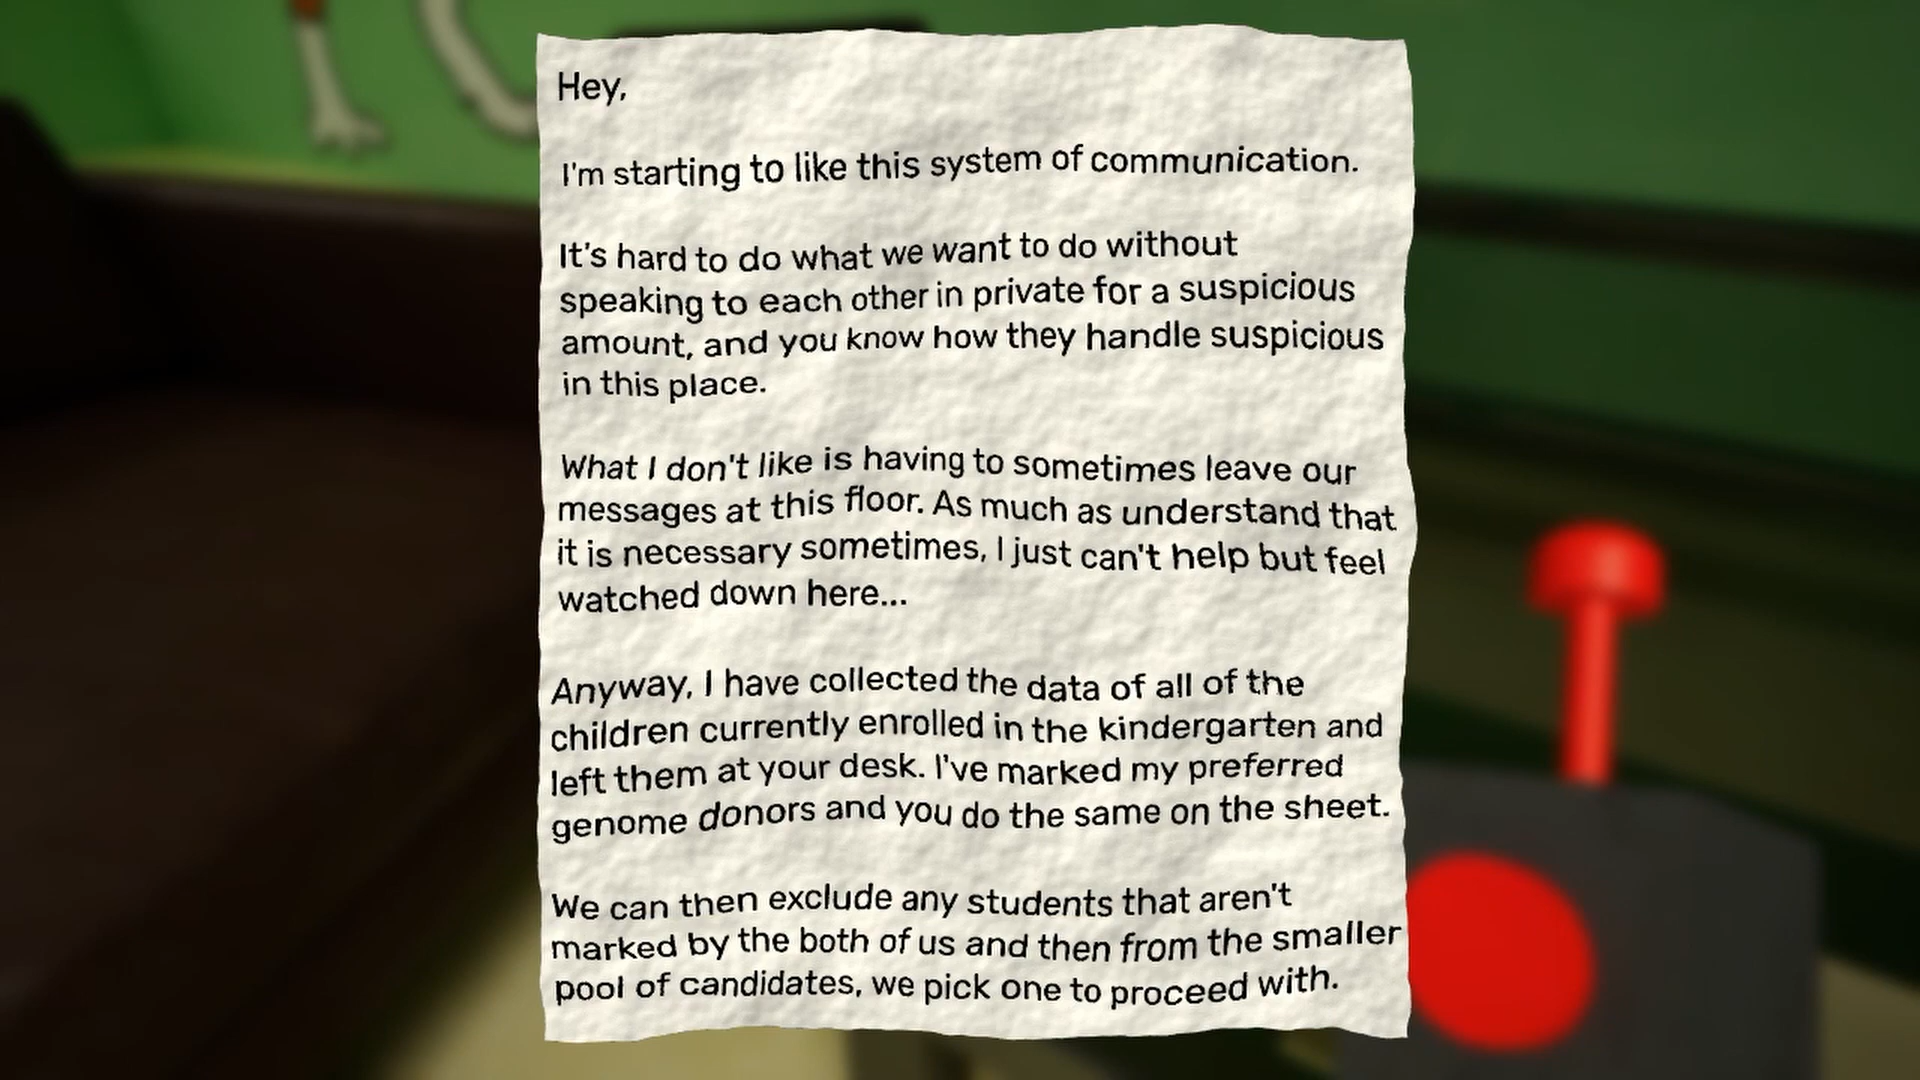 Hey,
I'm starting to like this system of communication.
It's hard to do what we want to do without
speaking to each other in private for a suspicious
amount, and you know how they handle suspicious
in this place.
What I don't like is having to sometimes leave our
messages at this floor. As much as understand that
it is necessary sometimes, I just can't help but feel
watched down here...
Anyway, I have collected the data of all of the
children currently enrolled in the kindergarten and
left them at your desk. I've marked my preferred
genome donors and you do the same on the sheet.
We can then exclude any students that aren't
marked by the both of us and then from the smaller
pool of candidates, we pick one to proceed with.